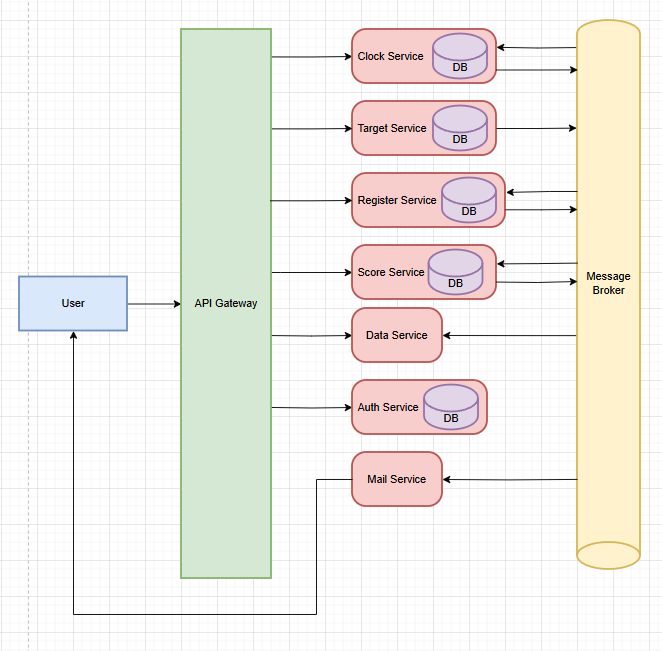 Clock Service
DB
Target Service
DB
Register Service
DB
Score Service
DB
Message
Broker
User
API Gateway
Data Service
Auth Service
DB
Mail Service